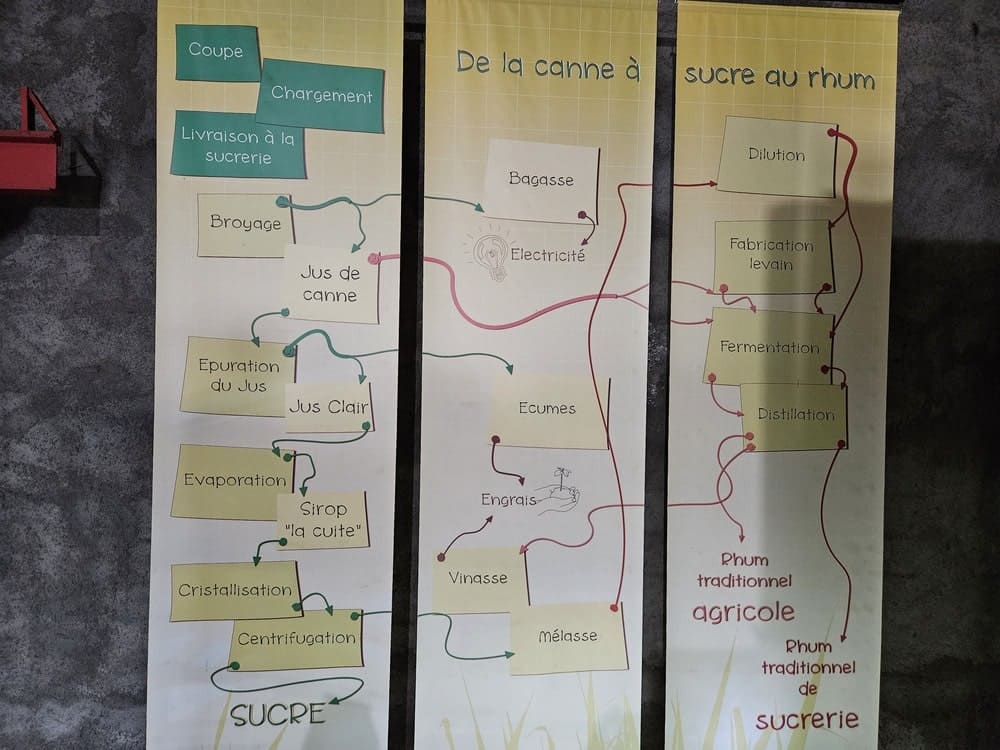 Coupe
Chargement
Livraison à la
sucrerie
Broyage
Jus de
canne
Epuration
du Jus
Jus Clair
Evaporation
Sirop
"la cuite"
Cristallisation
Centrifugation
SUCRE
De la canne à sucre au rhum
Bagasse
Electricité
Ecumes
Engrais
Vinasse
Mélasse
Dilution
Fabrication
levain
Fermentation
Distillation
Rhum
traditionnel
agricole
Rhum
traditionnel
de
sucrerie